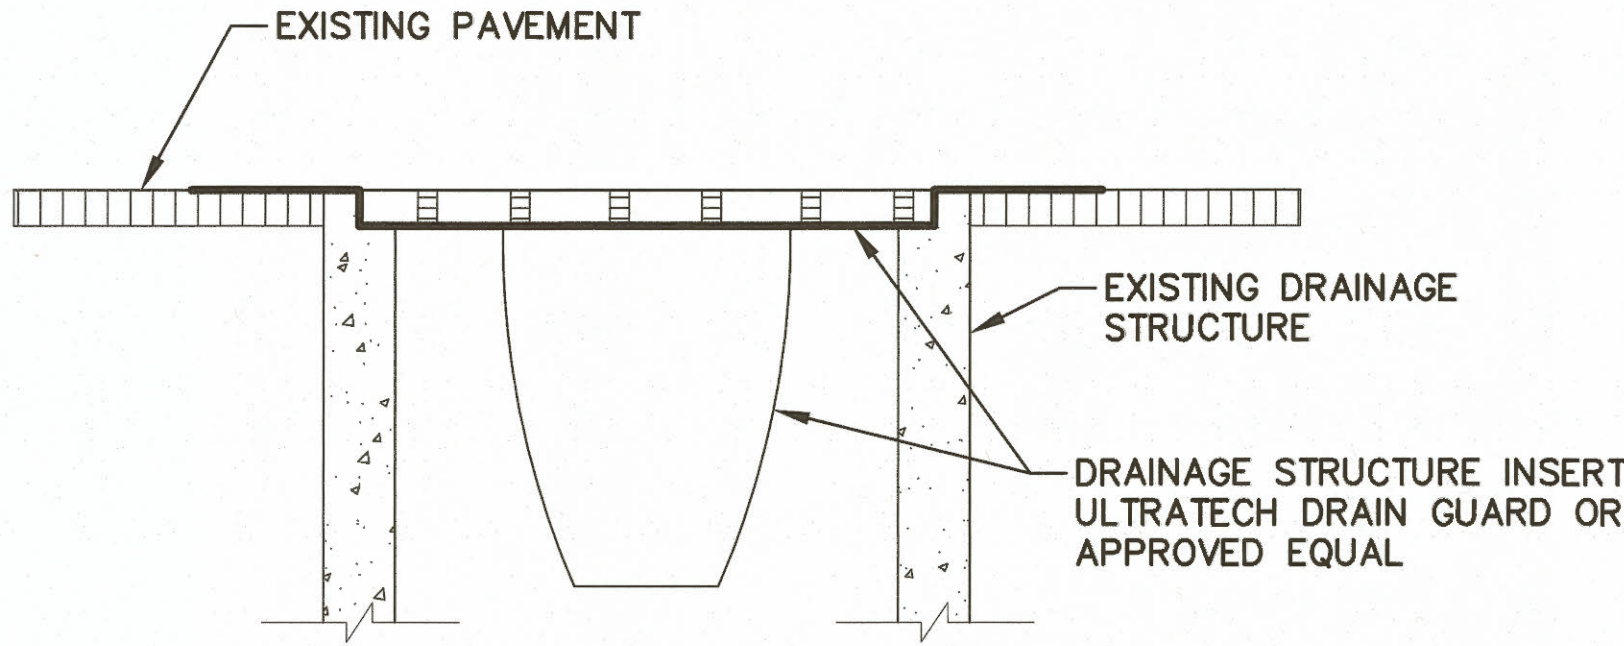 EXISTING PAVEMENT
EXISTING DRAINAGE
STRUCTURE
DRAINAGE STRUCTURE INSERT
ULTRATECH DRAIN GUARD OR
APPROVED EQUAL